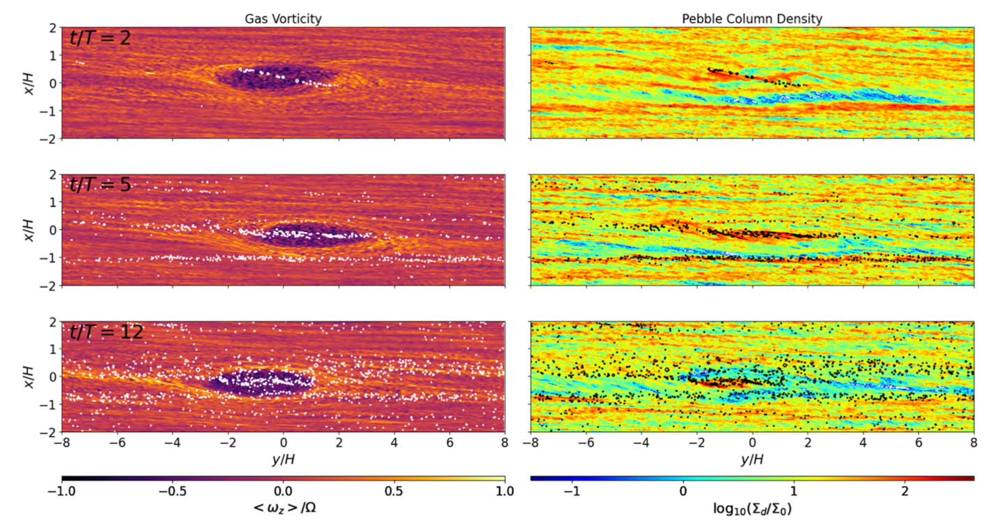 Gas Vorticity
Pebble Column Density
t/T = 2
2
1
0
−1
−2
x/H
t/T = 5
2
1
0
−1
−2
x/H
t/T = 12
2
1
0
−1
−2
x/H
−8 −6 −4 −2 0 2 4 6 8
−8 −6 −4 −2 0 2 4 6 8
y/H
y/H
−1.0 −0.5 0.0 0.5 1.0
−1 0 1 2
< ω_z > /Ω
log₁₀(Σ_d/Σ₀)